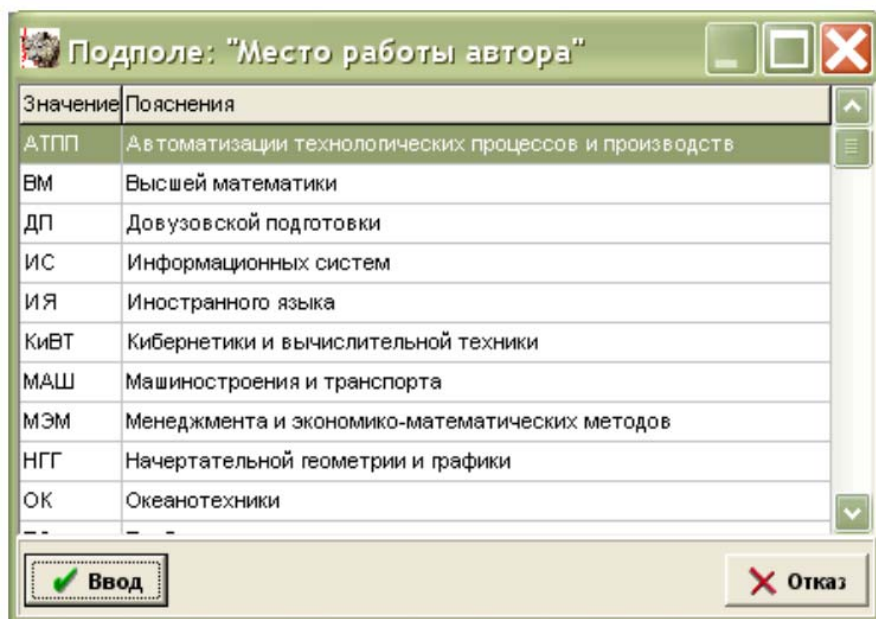 Подполе: "Место работы автора"
Значение Пояснения
АТПП Автоматизации технологических процессов и производств
ВМ Высшей математики
ДП Довузовской подготовки
ИС Информационных систем
ИЯ Иностранного языка
КиВТ Кибернетики и вычислительной техники
МАШ Машиностроения и транспорта
МЭМ Менеджмента и экономико-математических методов
НГГ Начертательной геометрии и графики
ОК Океанотехники
Ввод Отказ